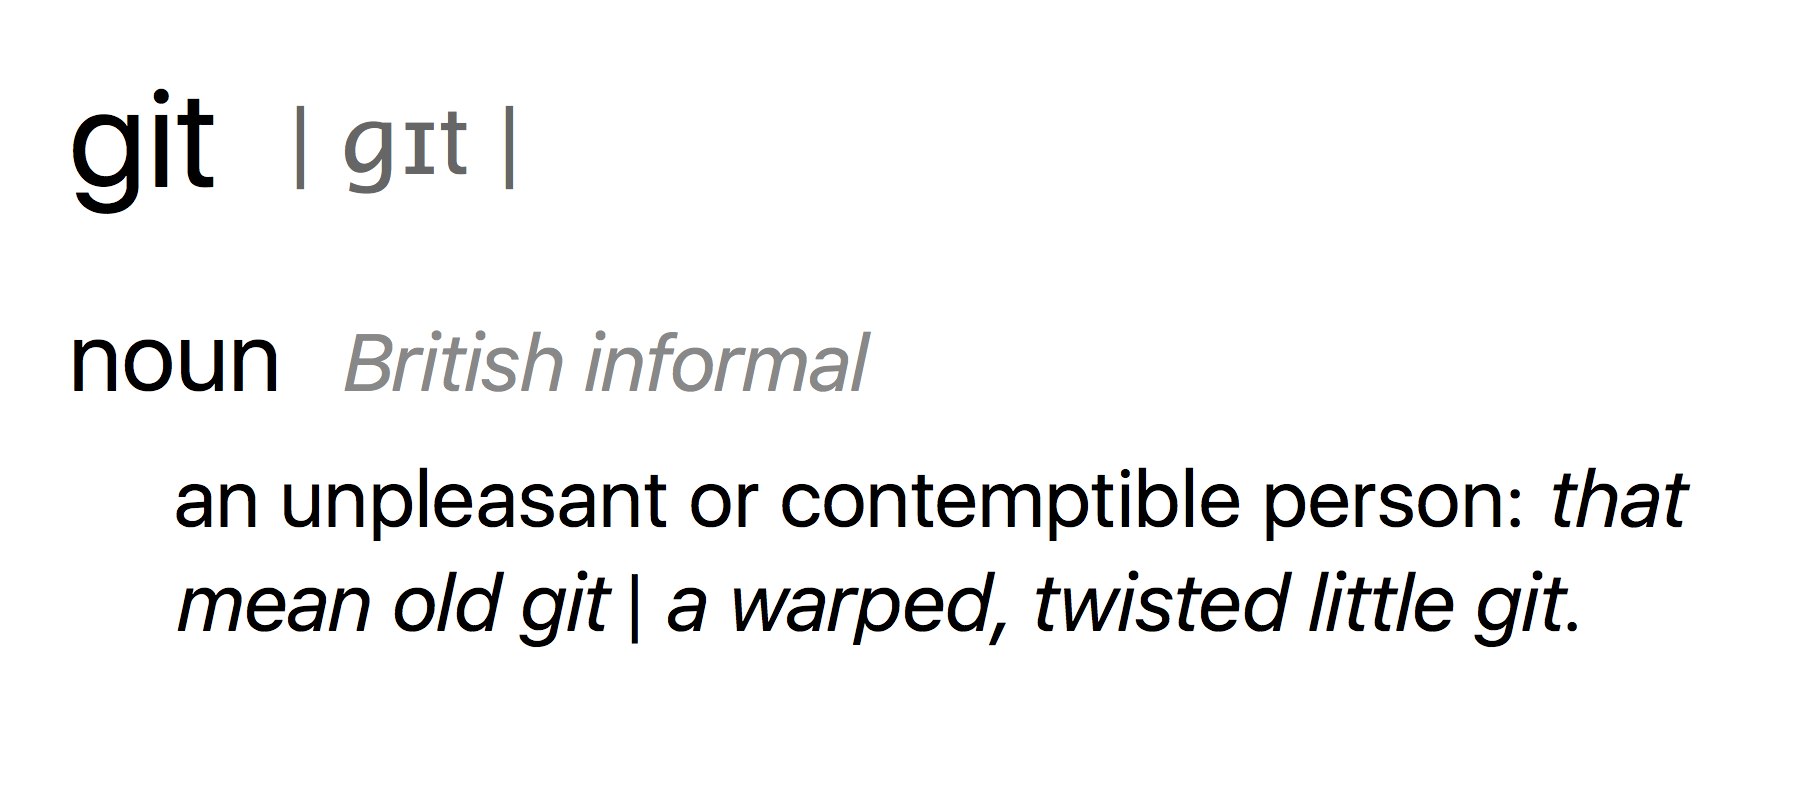 git | ɡɪt |
noun British informal
an unpleasant or contemptible person: that
mean old git | a warped, twisted little git.